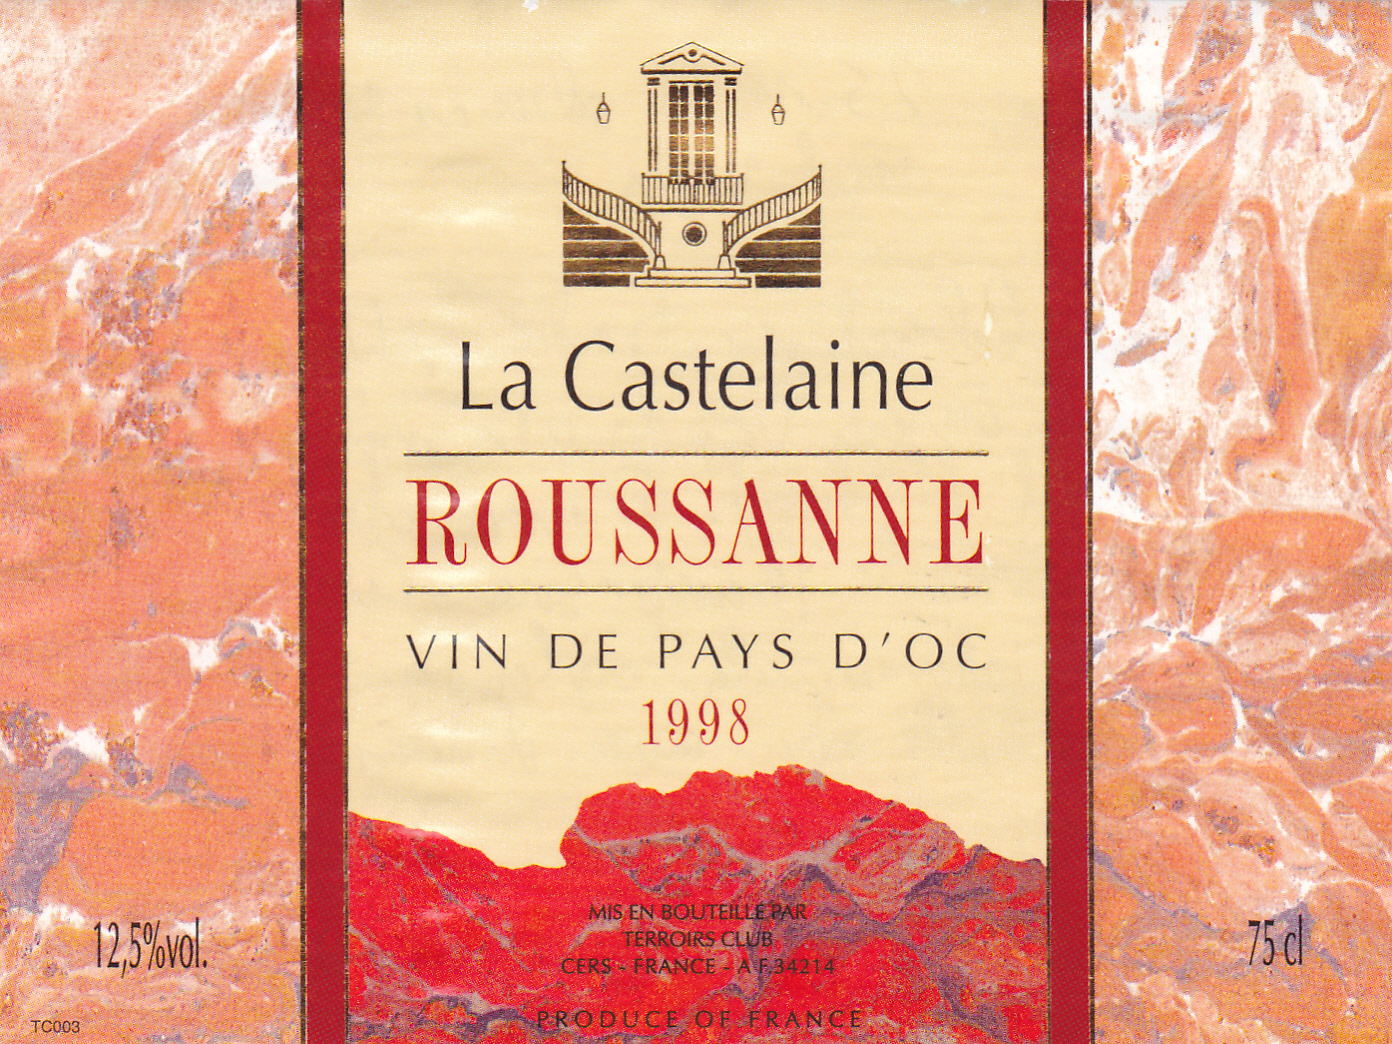 La Castelaine
ROUSSANNE
VIN DE PAYS D'OC
1998
12,5%vol.
MIS EN BOUTEILLE PAR
TERROIRS CLUB
CERS - FRANCE - A F.34214
75 cl
PRODUCE OF FRANCE
TC003